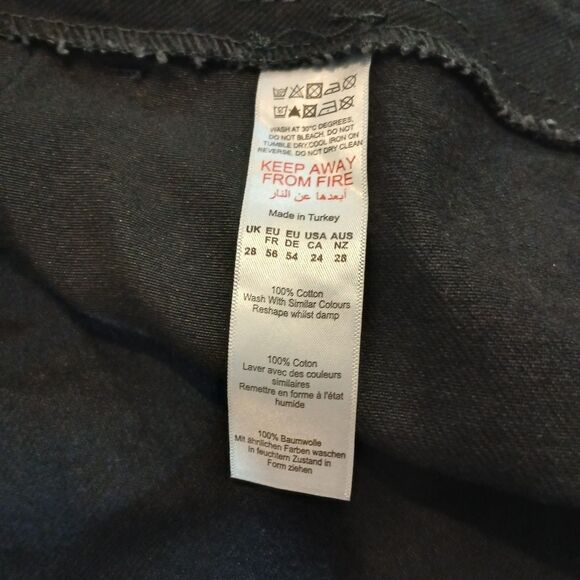 WASH AT 30°C DEGREES,
DO NOT BLEACH, DO NOT
TUMBLE DRY,COOL IRON ON
REVERSE, DO NOT DRY CLEAN
KEEP AWAY
FROM FIRE
أبعدها عن النار
Made in Turkey
UK EU EU USA AUS
FR DE CA NZ
28 56 54 24 28
100% Cotton
Wash With Similar Colours
Reshape whilst damp
100% Coton
Laver avec des couleurs
similaires
Remettre en forme à l'état
humide
100% Baumwolle
Mit ähnlichen Farben waschen
in feuchtem Zustand in
Form ziehen